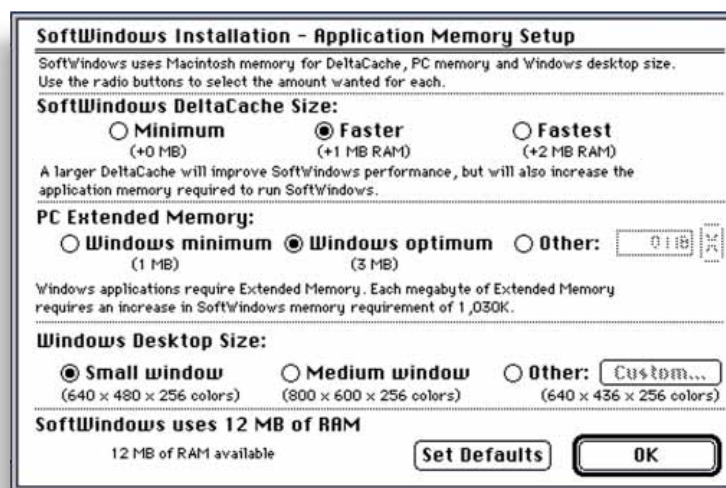 SoftWindows Installation - Application Memory Setup
SoftWindows uses Macintosh memory for DeltaCache, PC memory and Windows desktop size.
Use the radio buttons to select the amount wanted for each.
SoftWindows DeltaCache Size:
Minimum Faster Fastest
(+0 MB) (+1 MB RAM) (+2 MB RAM)
A larger DeltaCache will improve SoftWindows performance, but will also increase the
application memory required to run SoftWindows.
PC Extended Memory:
Windows minimum Windows optimum Other:
(1 MB) (3 MB)
Windows applications require Extended Memory. Each megabyte of Extended Memory
requires an increase in SoftWindows memory requirement of 1,030K.
Windows Desktop Size:
Small window Medium window Other: Custom...
(640 x 480 x 256 colors) (800 x 600 x 256 colors) (640 x 436 x 256 colors)
SoftWindows uses 12 MB of RAM
12 MB of RAM available Set Defaults OK